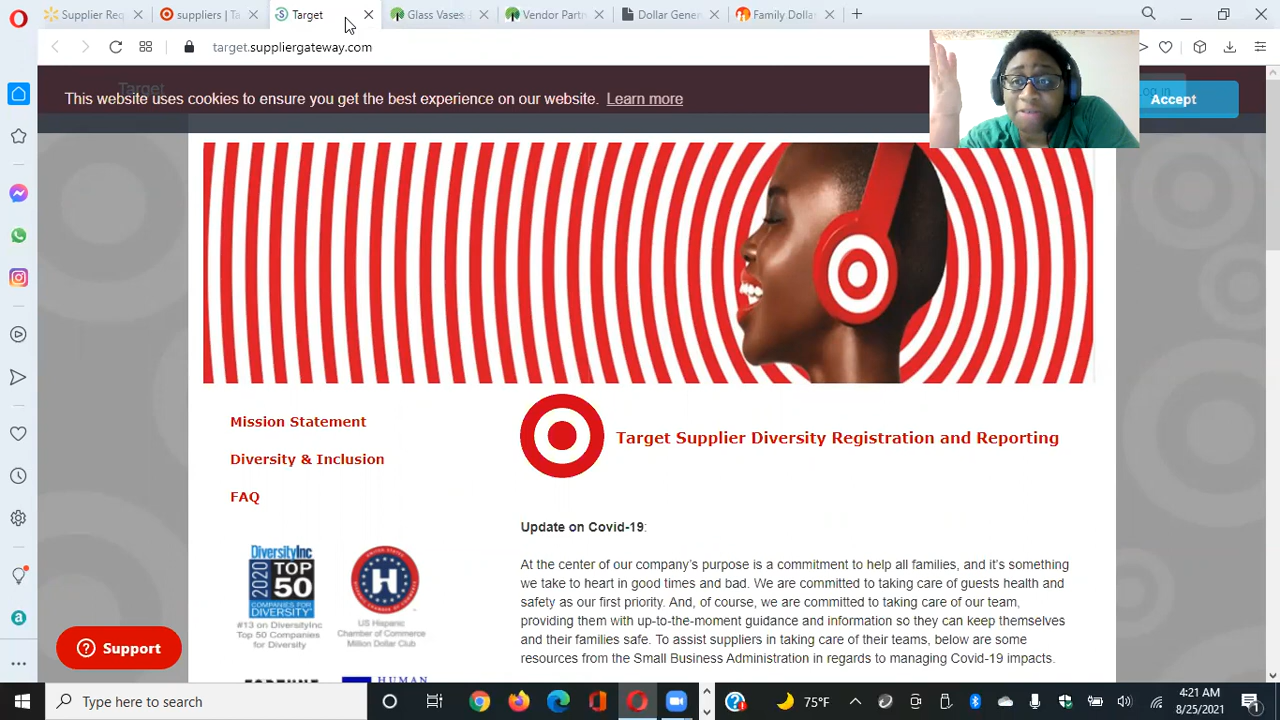 Supplier Req
suppliers | Ta
Target
Glass Vases
Vendor Partn
Dollar Gener
Family Dollar
target.suppliergateway.com
Target
Log in
This website uses cookies to ensure you get the best experience on our website. Learn more
Accept
Mission Statement
Target Supplier Diversity Registration and Reporting
Diversity & Inclusion
FAQ
Update on Covid-19:
At the center of our company's purpose is a commitment to help all families, and it's something
we take to heart in good times and bad. We are committed to taking care of guests health and
safety as our first priority. And, of course, we are committed to taking care of our team,
providing them with up-to-the-moment guidance and information so they can keep themselves
and their families safe. To assist suppliers in taking care of their teams, below are some
resources from the Small Business Administration in regards to managing Covid-19 impacts.
DiversityInc
2020 TOP
50
COMPANIES FOR
DIVERSITY
#13 on DiversityInc
Top 50 Companies
for Diversity
H
US Hispanic
Chamber of Commerce
Million Dollar Club
HUMAN
Support
Type here to search
75°F
4:21 AM
8/25/2021